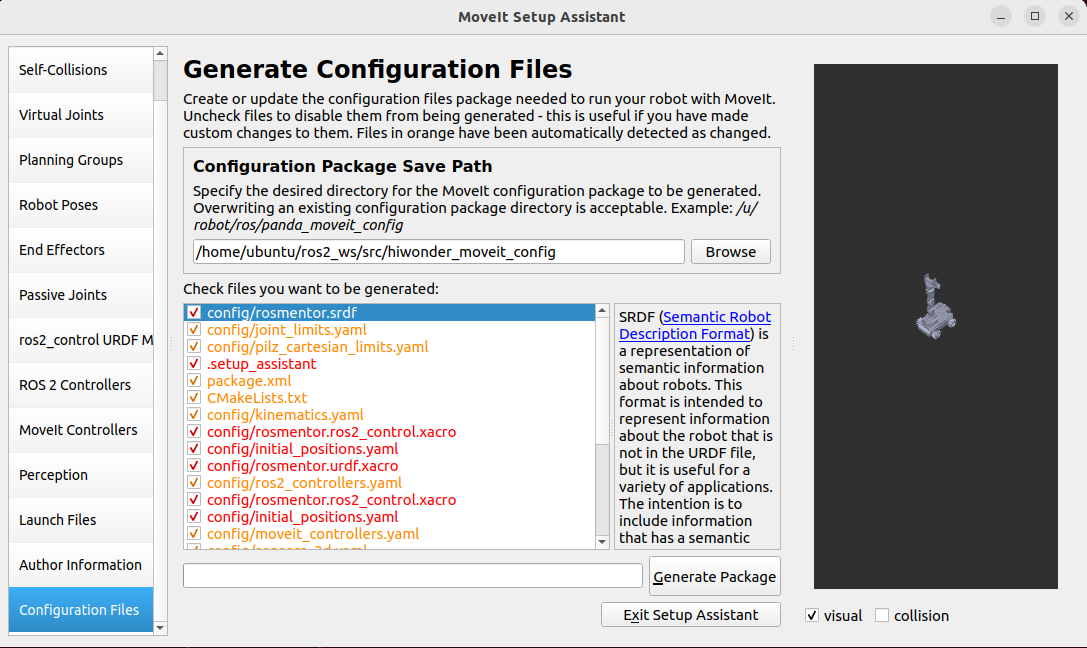 MoveIt Setup Assistant
Self-Collisions
Virtual Joints
Planning Groups
Robot Poses
End Effectors
Passive Joints
ros2_control URDF M
ROS 2 Controllers
MoveIt Controllers
Perception
Launch Files
Author Information
Configuration Files
Generate Configuration Files
Create or update the configuration files package needed to run your robot with MoveIt.
Uncheck files to disable them from being generated - this is useful if you have made
custom changes to them. Files in orange have been automatically detected as changed.
Configuration Package Save Path
Specify the desired directory for the MoveIt configuration package to be generated.
Overwriting an existing configuration package directory is acceptable. Example: /u/
robot/ros/panda_moveit_config
/home/ubuntu/ros2_ws/src/hiwonder_moveit_config
Browse
Check files you want to be generated:
config/rosmentor.srdf
config/joint_limits.yaml
config/pilz_cartesian_limits.yaml
.setup_assistant
package.xml
CMakeLists.txt
config/kinematics.yaml
config/rosmentor.ros2_control.xacro
config/initial_positions.yaml
config/rosmentor.urdf.xacro
config/ros2_controllers.yaml
config/rosmentor.ros2_control.xacro
config/initial_positions.yaml
config/moveit_controllers.yaml
config/sensors_3d.yaml
SRDF (Semantic Robot
Description Format) is
a representation of
semantic information
about robots. This
format is intended to
represent information
about the robot that is
not in the URDF file,
but it is useful for a
variety of applications.
The intention is to
include information
that has a semantic
Generate Package
Exit Setup Assistant
visual
collision